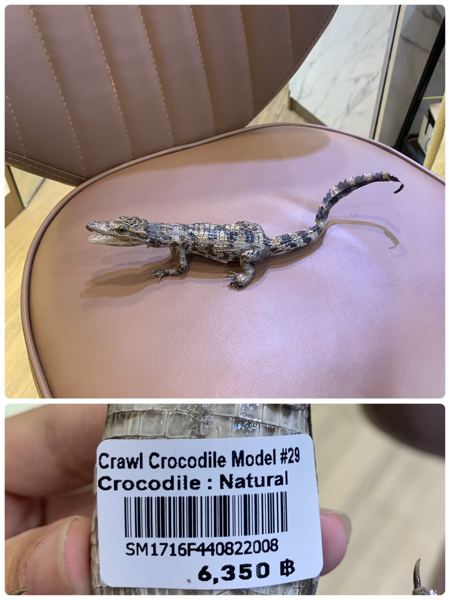 Crawl Crocodile Model #29
Crocodile : Natural
SM1716F440822008
6,350 ฿